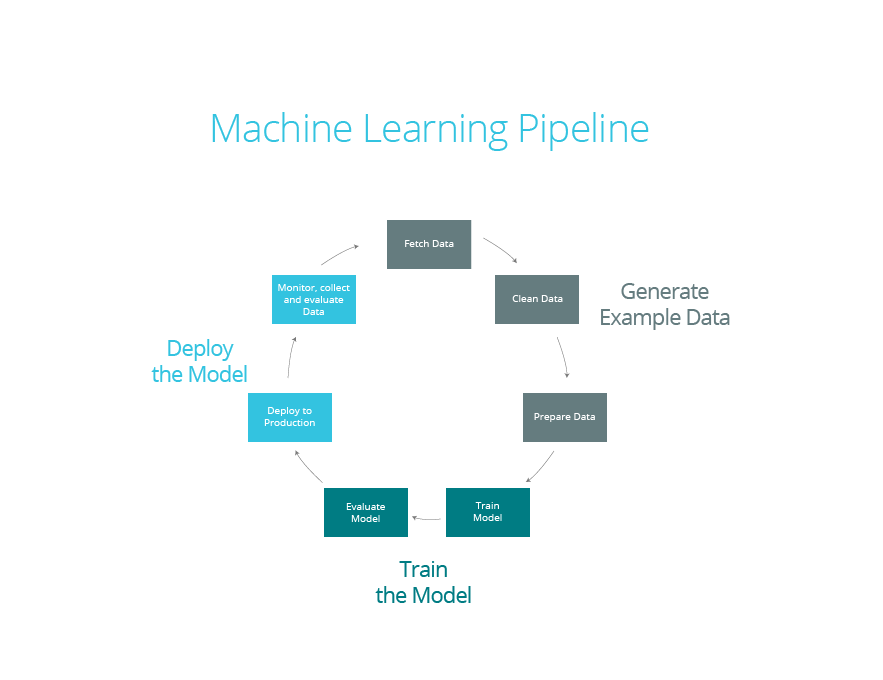 Machine Learning Pipeline
Fetch Data
Monitor, collect
and evaluate
Data
Clean Data
Generate
Example Data
Deploy
the Model
Deploy to
Production
Prepare Data
Evaluate
Model
Train
Model
Train
the Model